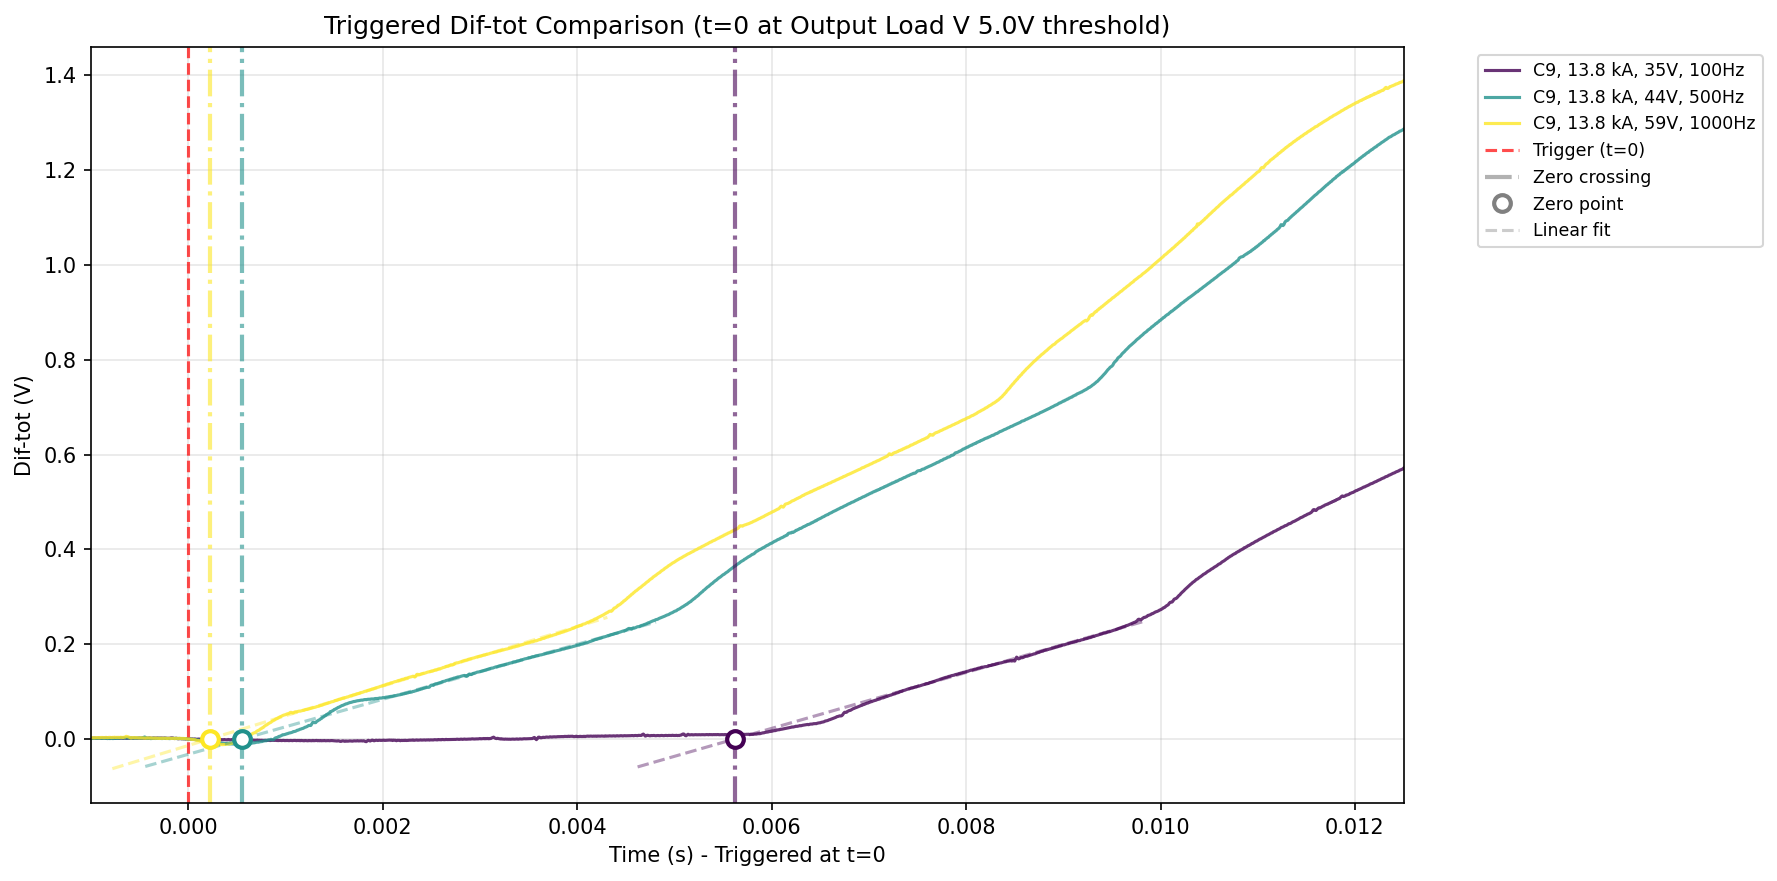 Triggered Dif-tot Comparison (t=0 at Output Load V 5.0V threshold)
C9, 13.8 kA, 35V, 100Hz
C9, 13.8 kA, 44V, 500Hz
C9, 13.8 kA, 59V, 1000Hz
Trigger (t=0)
Zero crossing
Zero point
Linear fit
Dif-tot (V)
1.4
1.2
1.0
0.8
0.6
0.4
0.2
0.0
0.000
0.002
0.004
0.006
0.008
0.010
0.012
Time (s) - Triggered at t=0